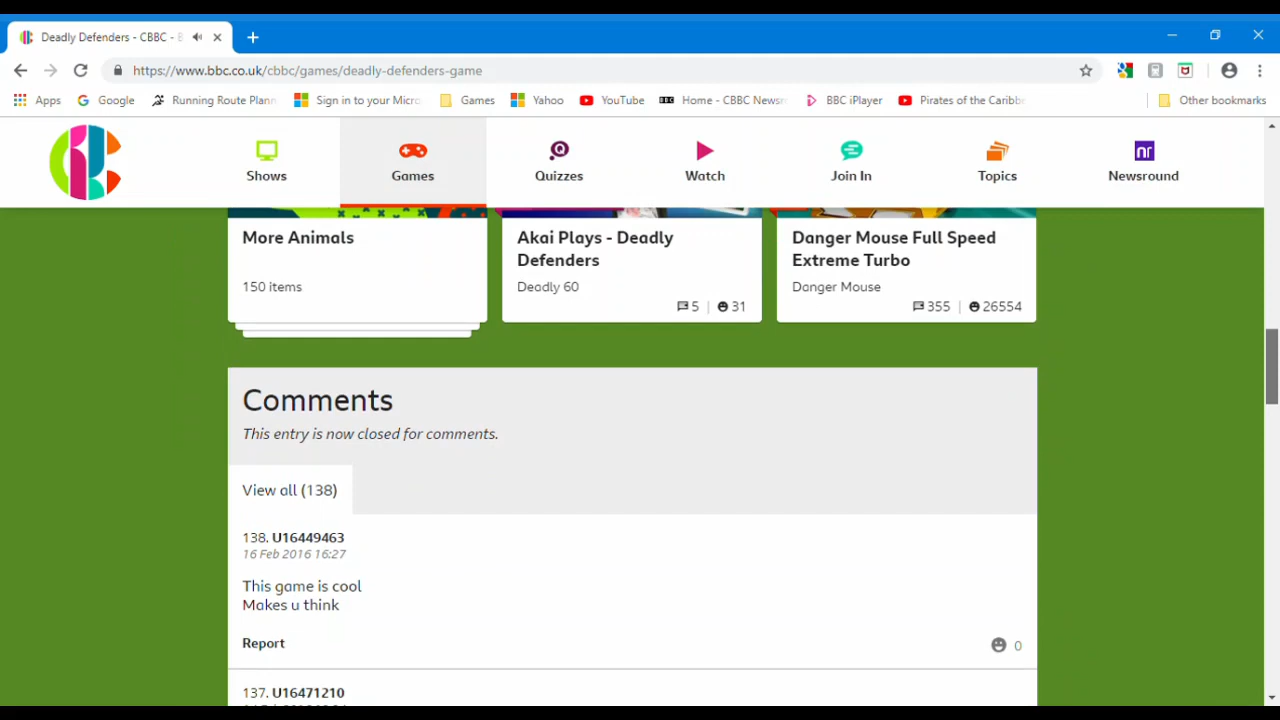 Deadly Defenders - CBBC -
https://www.bbc.co.uk/cbbc/games/deadly-defenders-game
Apps Google Running Route Plann Sign in to your Micro Games Yahoo YouTube Home - CBBC Newsr BBC iPlayer Pirates of the Caribbe Other bookmarks
Shows Games Quizzes Watch Join In Topics Newsround
More Animals
150 items
Akai Plays - Deadly
Defenders
Deadly 60
5 | 31
Danger Mouse Full Speed
Extreme Turbo
Danger Mouse
355 | 26554
Comments
This entry is now closed for comments.
View all (138)
138. U16449463
16 Feb 2016 16:27
This game is cool
Makes u think
Report
0
137. U16471210